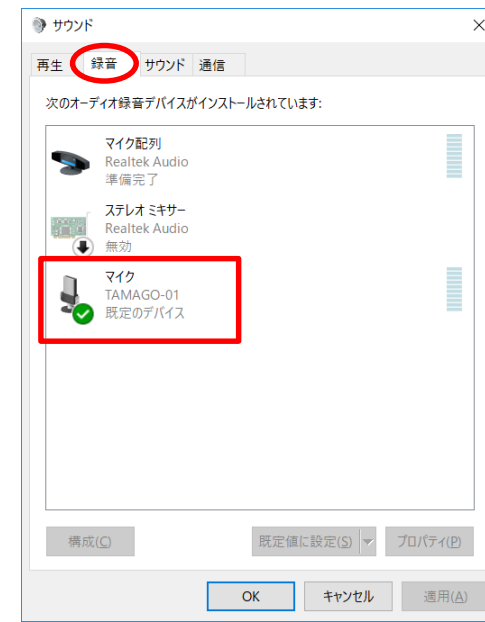 サウンド
再生 録音 サウンド 通信
次のオーディオ録音デバイスがインストールされています:
マイク配列
Realtek Audio
準備完了
ステレオ ミキサー
Realtek Audio
無効
マイク
TAMAGO-01
既定のデバイス
構成(C) 既定値に設定(S) プロパティ(P)
OK キャンセル 適用(A)